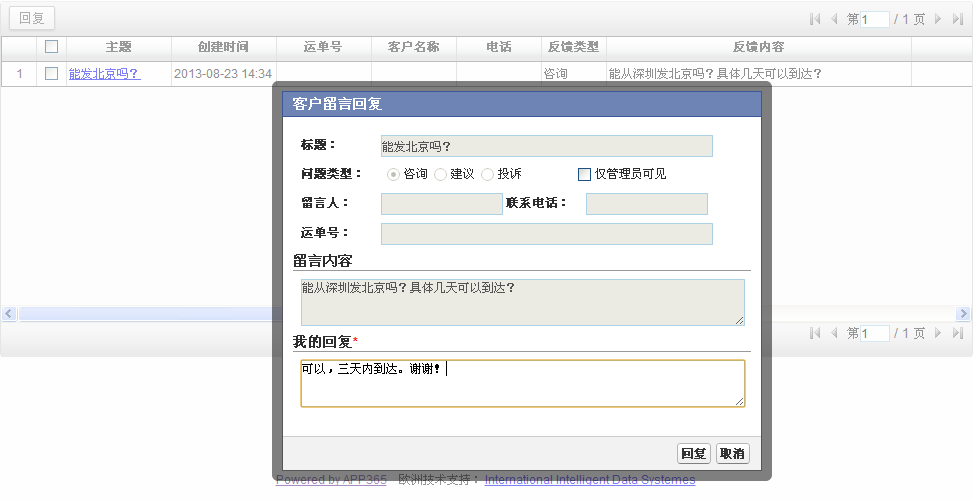 回复
第1 / 1 页
主题 创建时间 运单号 客户名称 电话 反馈类型 反馈内容
1 能发北京吗? 2013-08-23 14:34 咨询 能从深圳发北京吗? 具体几天可以到达?
客户留言回复
标题： 能发北京吗?
问题类型： 咨询 建议 投诉 仅管理员可见
留言人： 联系电话：
运单号：
留言内容
能从深圳发北京吗? 具体几天可以到达?
第1 / 1 页
我的回复*
可以，三天内到达。谢谢！
回复 取消
Powered by APP365 欧洲技术支持： International Intelligent Data Systemes